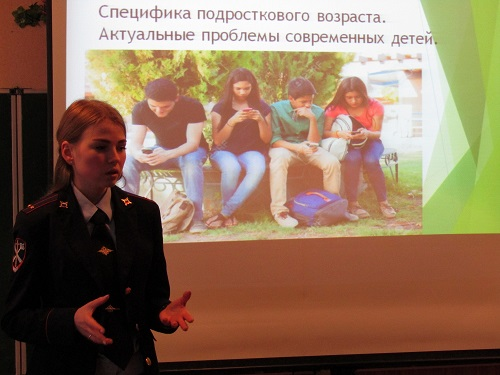 Специфика подросткового возраста.
Актуальные проблемы современных детей.